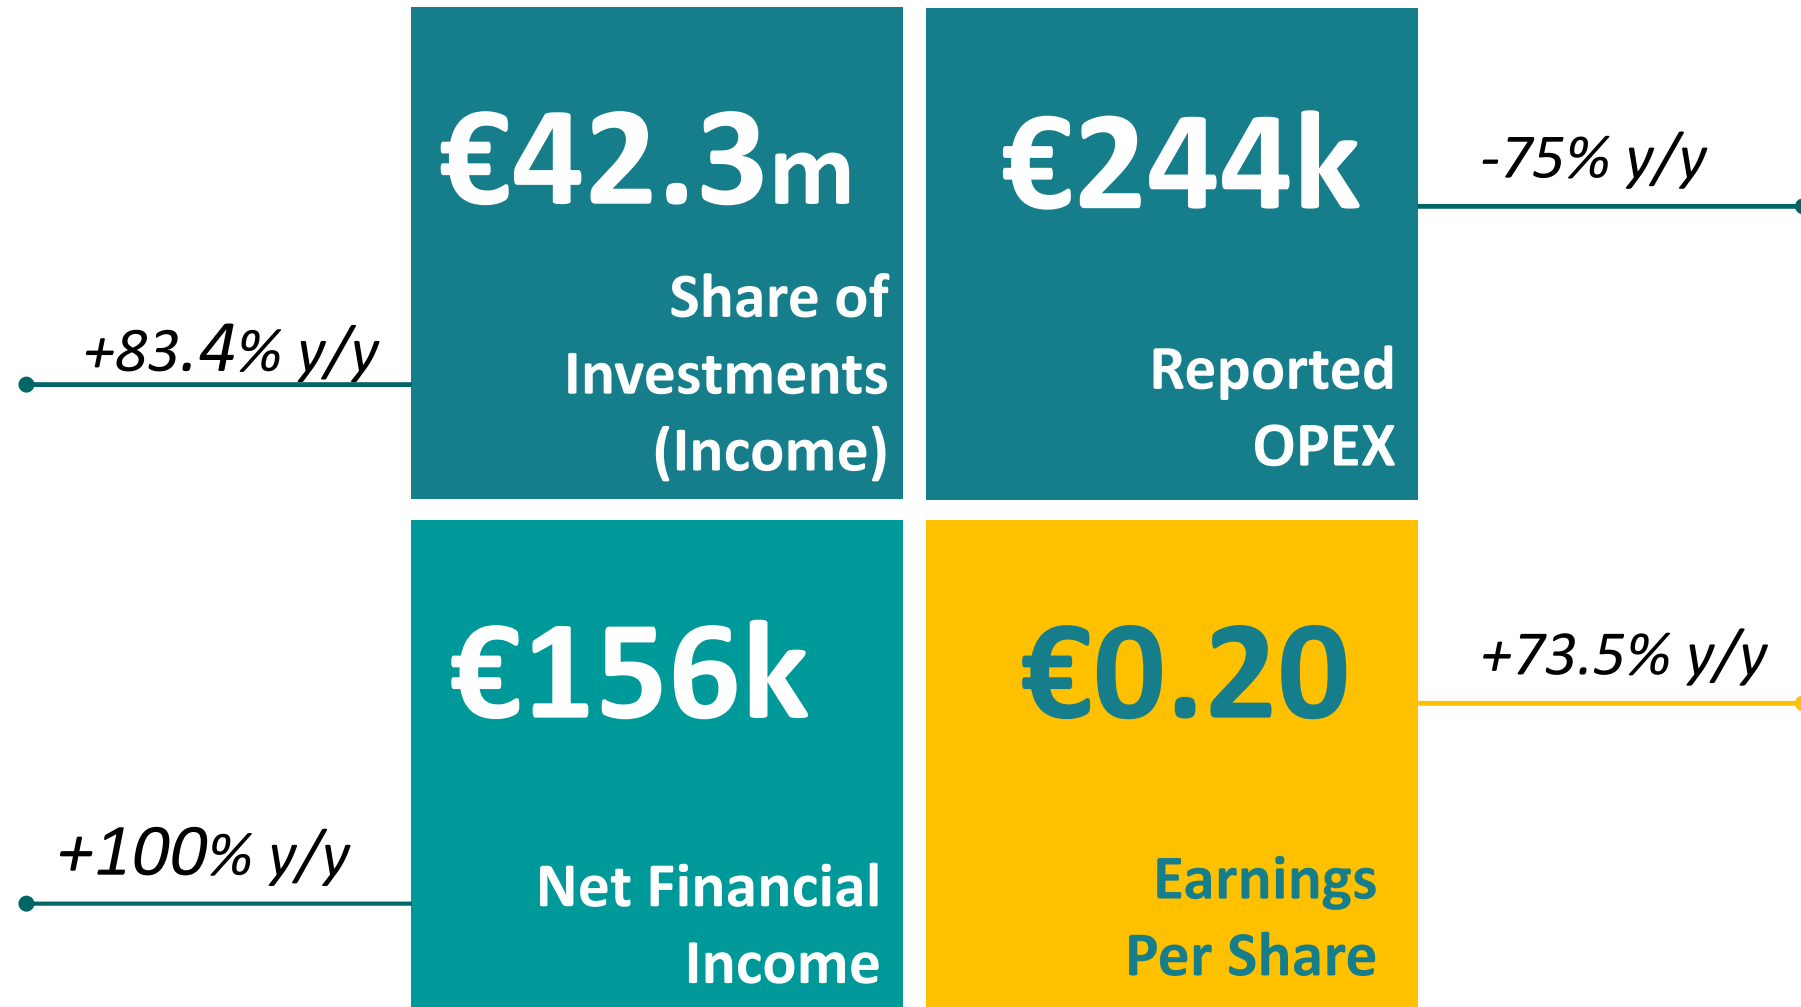 +83.4% y/y
€42.3m
Share of
Investments
(Income)
€244k
Reported
OPEX
-75% y/y
+100% y/y
€156k
Net Financial
Income
€0.20
Earnings
Per Share
+73.5% y/y